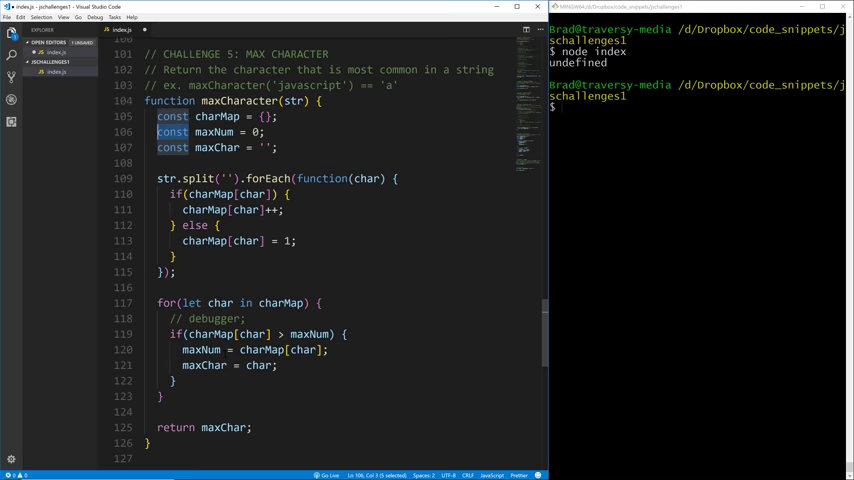 index.js - Visual Studio Code
File Edit Selection View Go Debug Tasks Help
EXPLORER
OPEN EDITORS 1 UNSAVED
index.js
JSCHALLENGES1
index.js
index.js
100
101 // CHALLENGE 5: MAX CHARACTER
102 // Return the character that is most common in a string
103 // ex. maxCharacter('javascript') == 'a'
104 function maxCharacter(str) {
105 const charMap = {};
106 const maxNum = 0;
107 const maxChar = '';
108
109 str.split('').forEach(function(char) {
110 if(charMap[char]) {
111 charMap[char]++;
112 } else {
113 charMap[char] = 1;
114 }
115 });
116
117 for(let char in charMap) {
118 // debugger;
119 if(charMap[char] > maxNum) {
120 maxNum = charMap[char];
121 maxChar = char;
122 }
123 }
124
125 return maxChar;
126 }
127
0 0
Go Live Ln 106, Col 3 (5 selected) Spaces: 2 UTF-8 CRLF JavaScript Prettier
MINGW64:/d/Dropbox/code_snippets/jschallenges1
Brad@traversy-media /d/Dropbox/code_snippets/j
schallenges1
$ node index
undefined
Brad@traversy-media /d/Dropbox/code_snippets/j
schallenges1
$